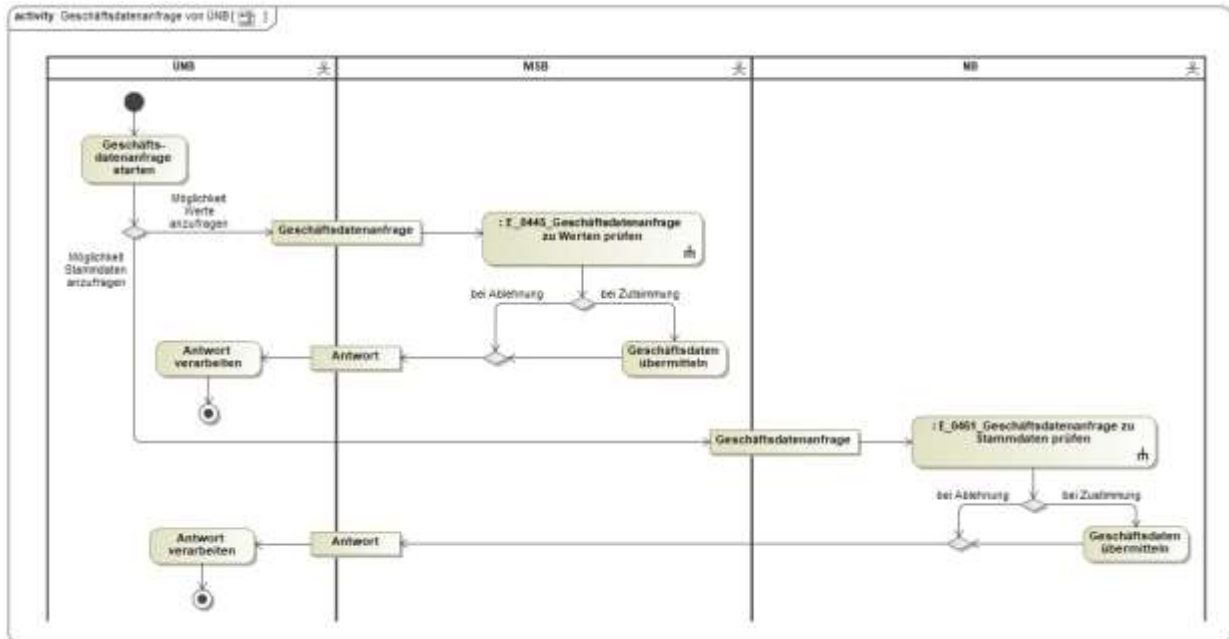 activity Geschäftsdatenanfrage von ÜNB
ÜNB
MSB
NB
Geschäfts-
datenanfrage
starten
Möglichkeit
Werte
anzufragen
Geschäftsdatenanfrage
: E_0445_Geschäftsdatenanfrage
zu Werten prüfen
Möglichkeit
Stammdaten
anzufragen
bei Ablehnung
bei Zustimmung
Antwort
verarbeiten
Antwort
Geschäftsdaten
übermitteln
Geschäftsdatenanfrage
: E_0461_Geschäftsdatenanfrage zu
Stammdaten prüfen
bei Ablehnung
bei Zustimmung
Antwort
verarbeiten
Antwort
Geschäftsdaten
übermitteln